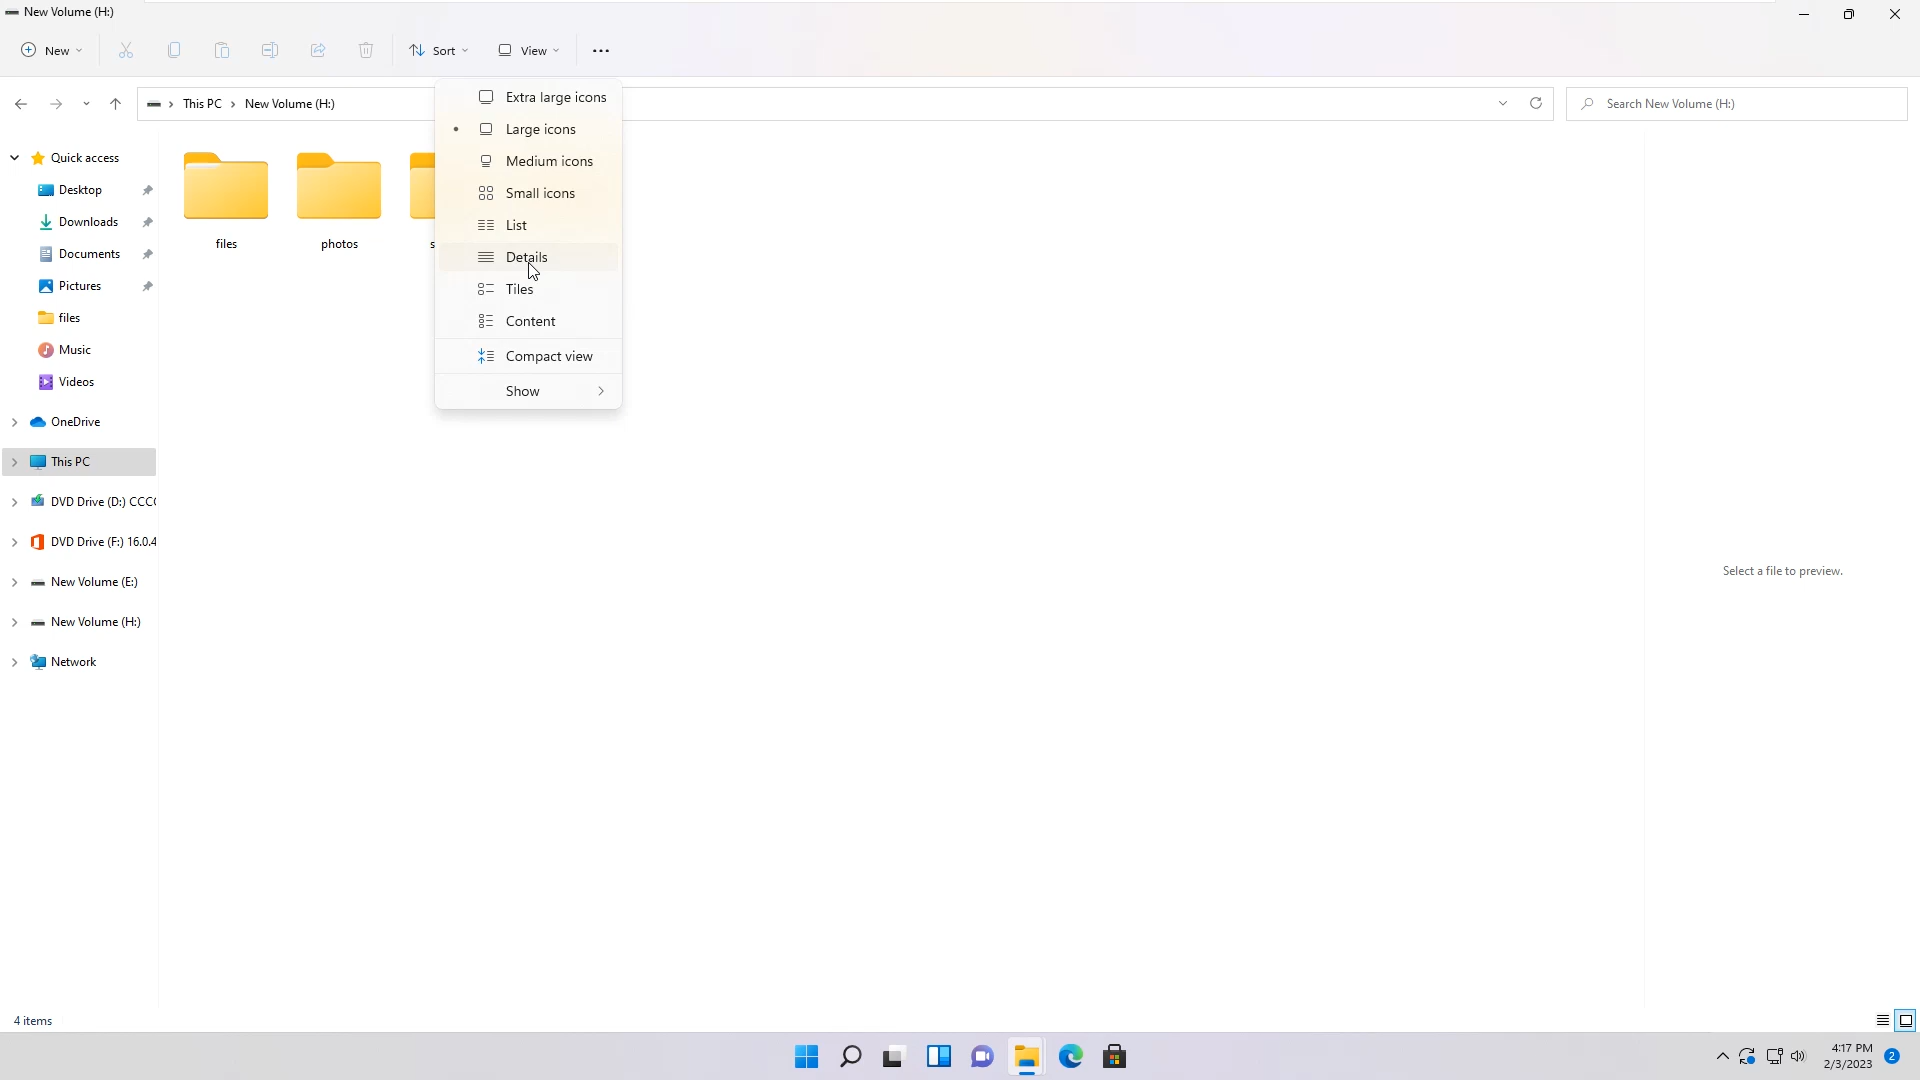 New Volume (H:)
New
Sort
View
This PC > New Volume (H:)
Search New Volume (H:)
Extra large icons
Large icons
Medium icons
Small icons
List
Details
Tiles
Content
Compact view
Show
Quick access
Desktop
Downloads
Documents
Pictures
files
Music
Videos
OneDrive
This PC
DVD Drive (D:) CCC
DVD Drive (F:) 16.0.4
New Volume (E:)
New Volume (H:)
Network
files
photos
s
Select a file to preview.
4 items
4:17 PM
2/3/2023
2